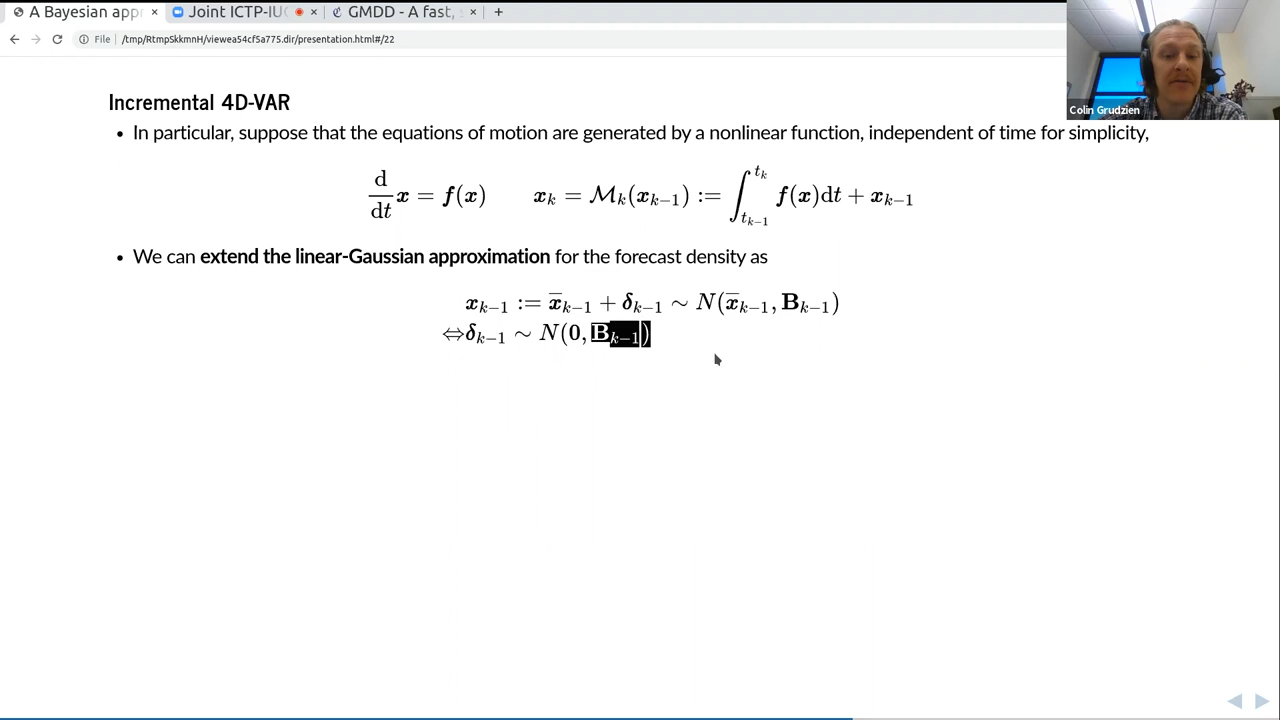 A Bayesian appr
Joint ICTP-IUG
GMDD - A fast, s
File /tmp/RtmpSkkmnH/viewea54cf5a775.dir/presentation.html#/22
Colin Grudzien
Incremental 4D-VAR
• In particular, suppose that the equations of motion are generated by a nonlinear function, independent of time for simplicity,
d/dt x = f(x)   x_k = ℳ_k(x_{k−1}) := ∫_{t_{k−1}}^{t_k} f(x)dt + x_{k−1}
• We can extend the linear-Gaussian approximation for the forecast density as
x_{k−1} := x̅_{k−1} + δ_{k−1} ∼ N(x̅_{k−1}, B_{k−1})
⇔δ_{k−1} ∼ N(0, B_{k−1})